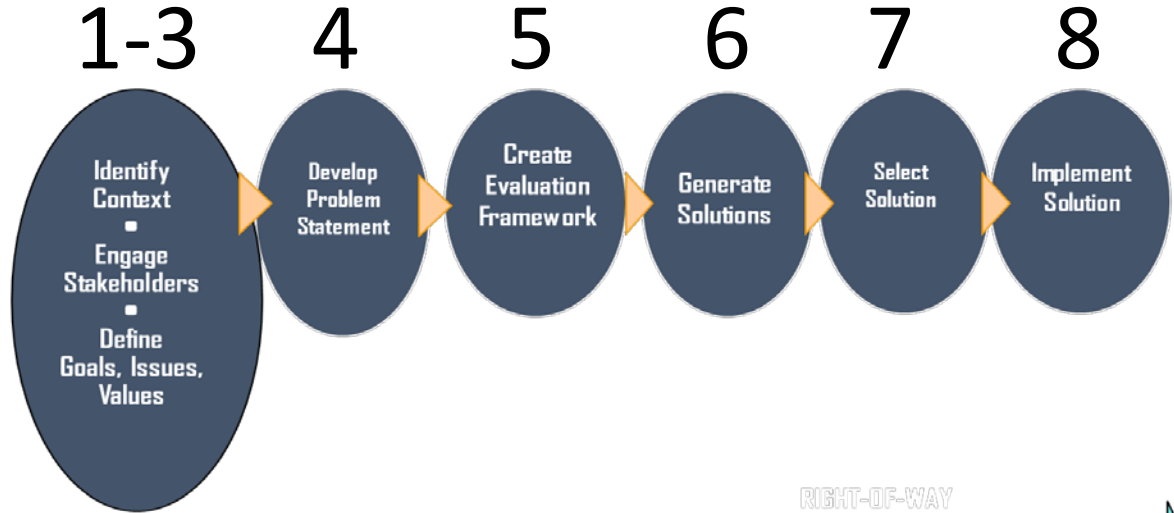 1-3
4
5
6
7
8
Identify
Context
Engage
Stakeholders
Define
Goals, Issues,
Values
Develop
Problem
Statement
Create
Evaluation
Framework
Generate
Solutions
Select
Solution
Implement
Solution
RIGHT-OF-WAY